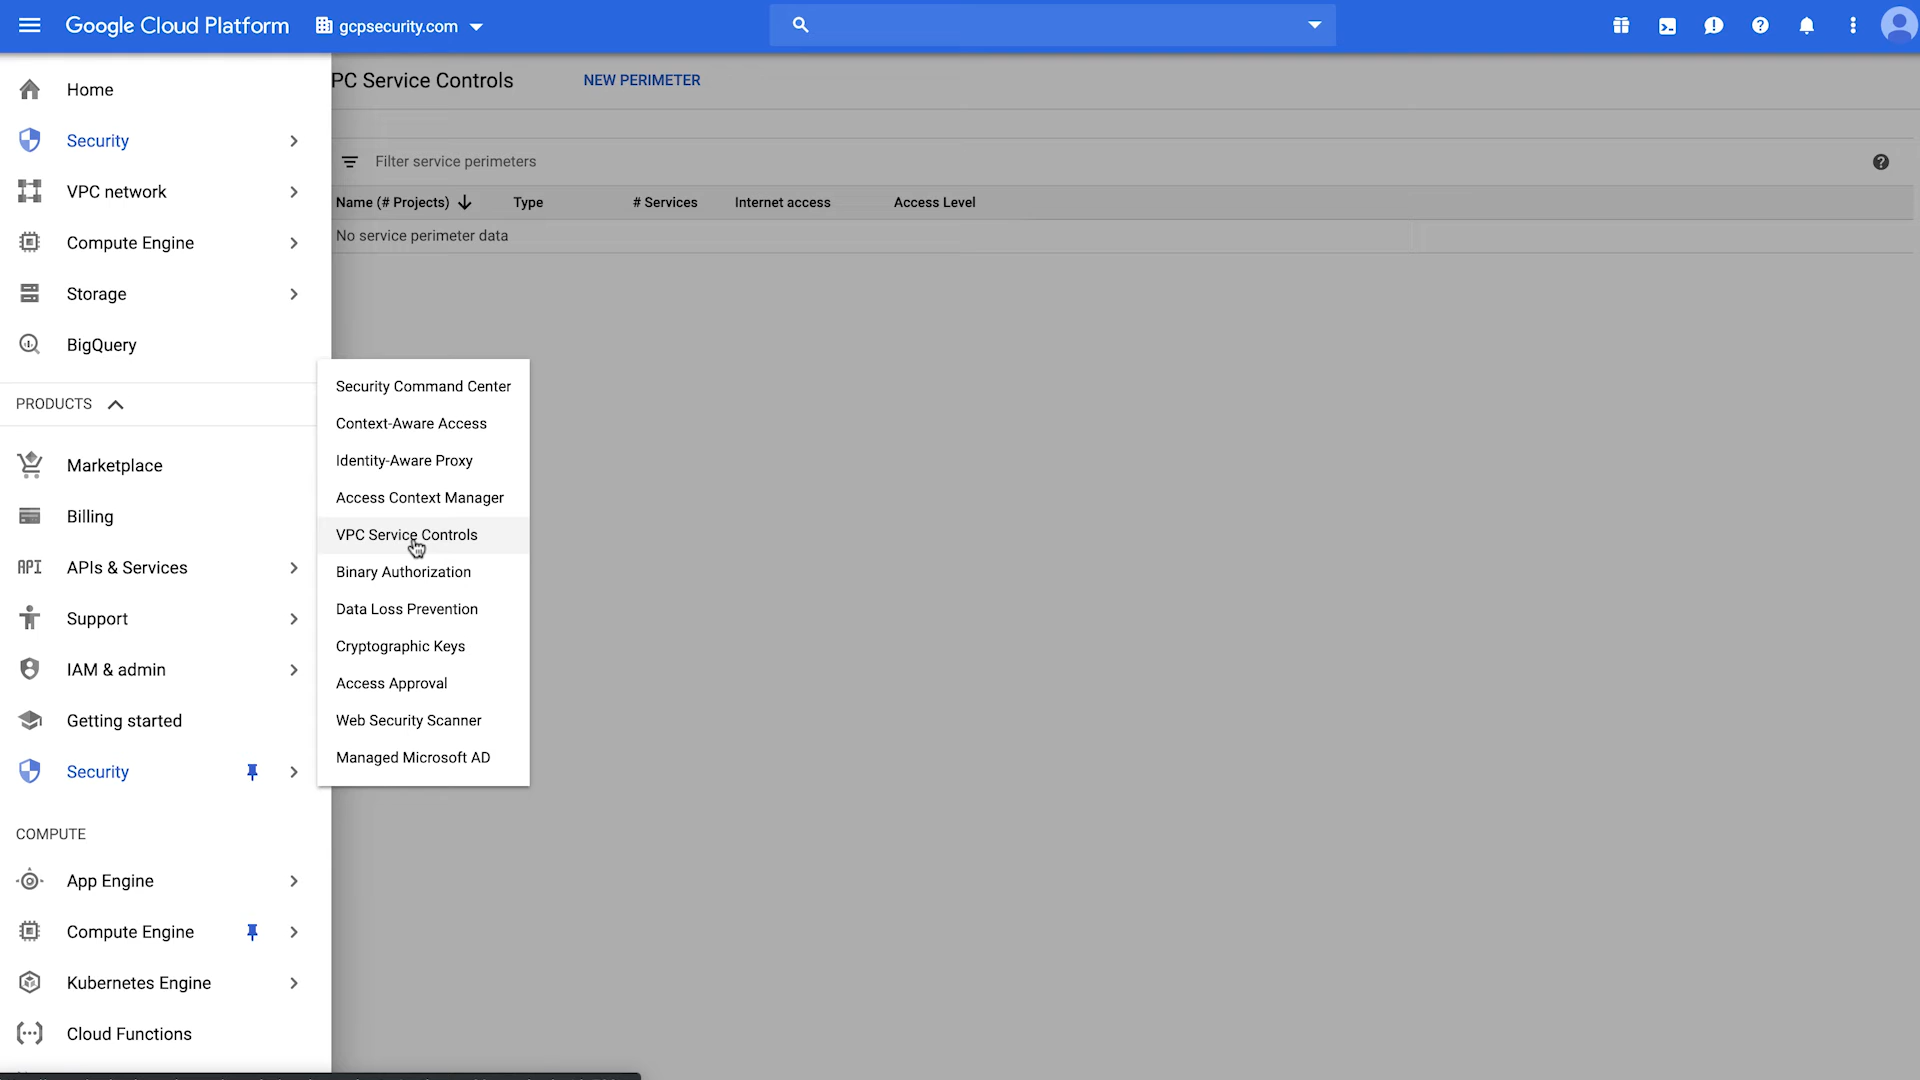 Google Cloud Platform gcpsecurity.com
Home
Security
VPC network
Compute Engine
Storage
BigQuery
PRODUCTS
Marketplace
Billing
API APIs & Services
Support
IAM & admin
Getting started
Security
COMPUTE
App Engine
Compute Engine
Kubernetes Engine
Cloud Functions
Security Command Center
Context-Aware Access
Identity-Aware Proxy
Access Context Manager
VPC Service Controls
Binary Authorization
Data Loss Prevention
Cryptographic Keys
Access Approval
Web Security Scanner
Managed Microsoft AD
PC Service Controls NEW PERIMETER
Filter service perimeters
Name (# Projects) Type # Services Internet access Access Level
No service perimeter data